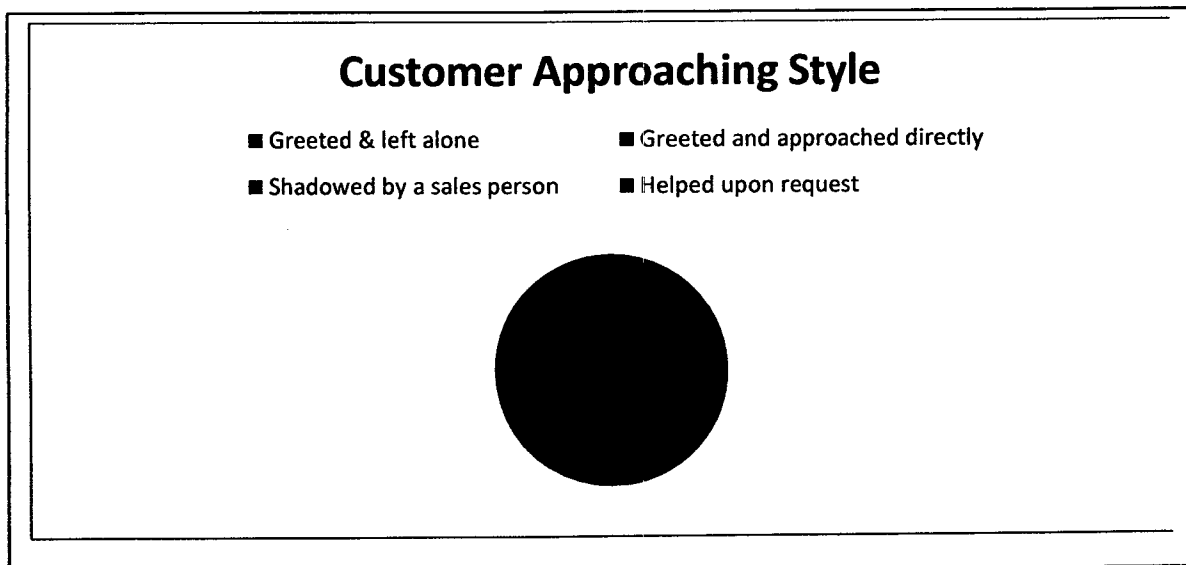 Customer Approaching Style
Greeted & left alone
Greeted and approached directly
Shadowed by a sales person
Helped upon request